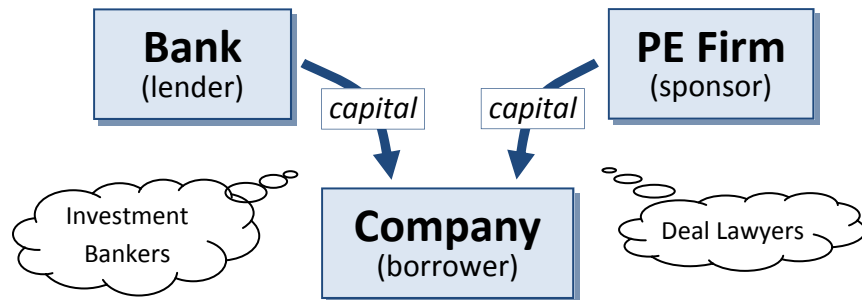 Bank
(lender)
PE Firm
(sponsor)
capital
capital
Investment
Bankers
Company
(borrower)
Deal Lawyers